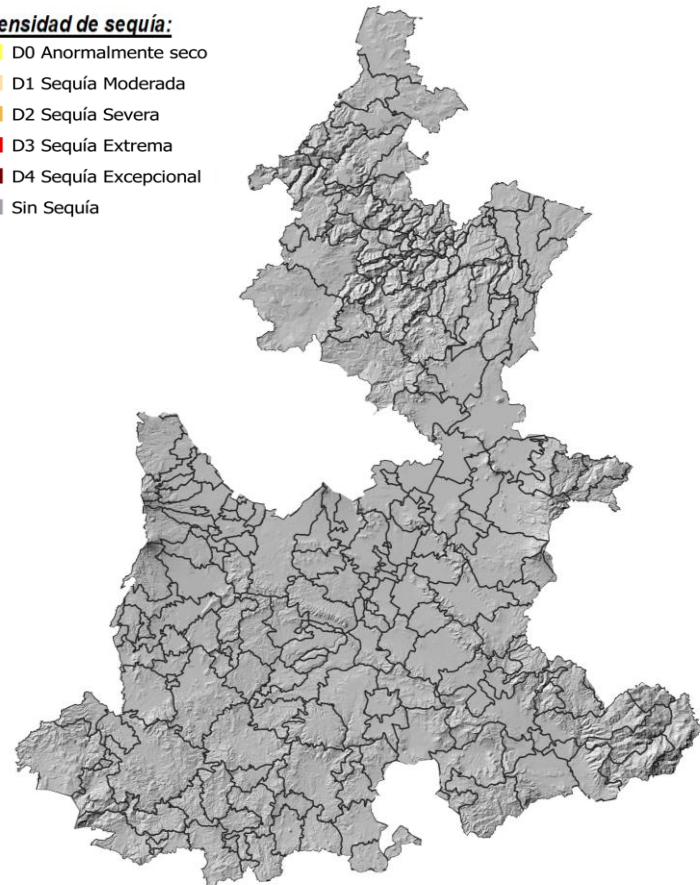 ensidad de sequía:
D0 Anormalmente seco
D1 Sequía Moderada
D2 Sequía Severa
D3 Sequía Extrema
D4 Sequía Excepcional
Sin Sequía